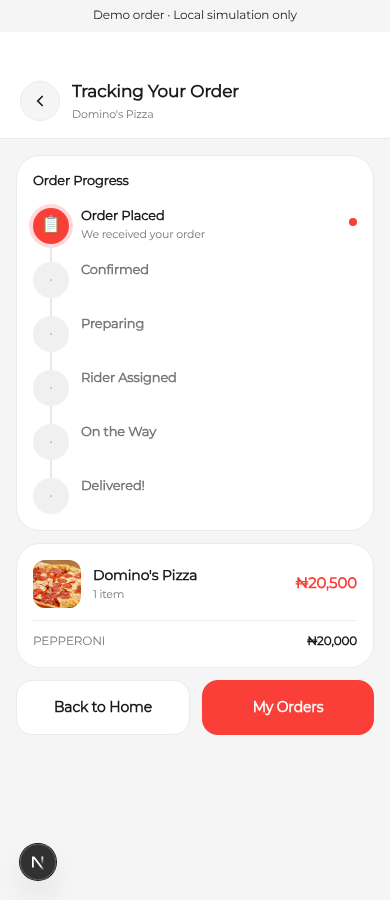 Demo order · Local simulation only
Tracking Your Order
Domino's Pizza
Order Progress
Order Placed
We received your order
Confirmed
Preparing
Rider Assigned
On the Way
Delivered!
Domino's Pizza
1 item
₦20,500
PEPPERONI
₦20,000
Back to Home
My Orders
N